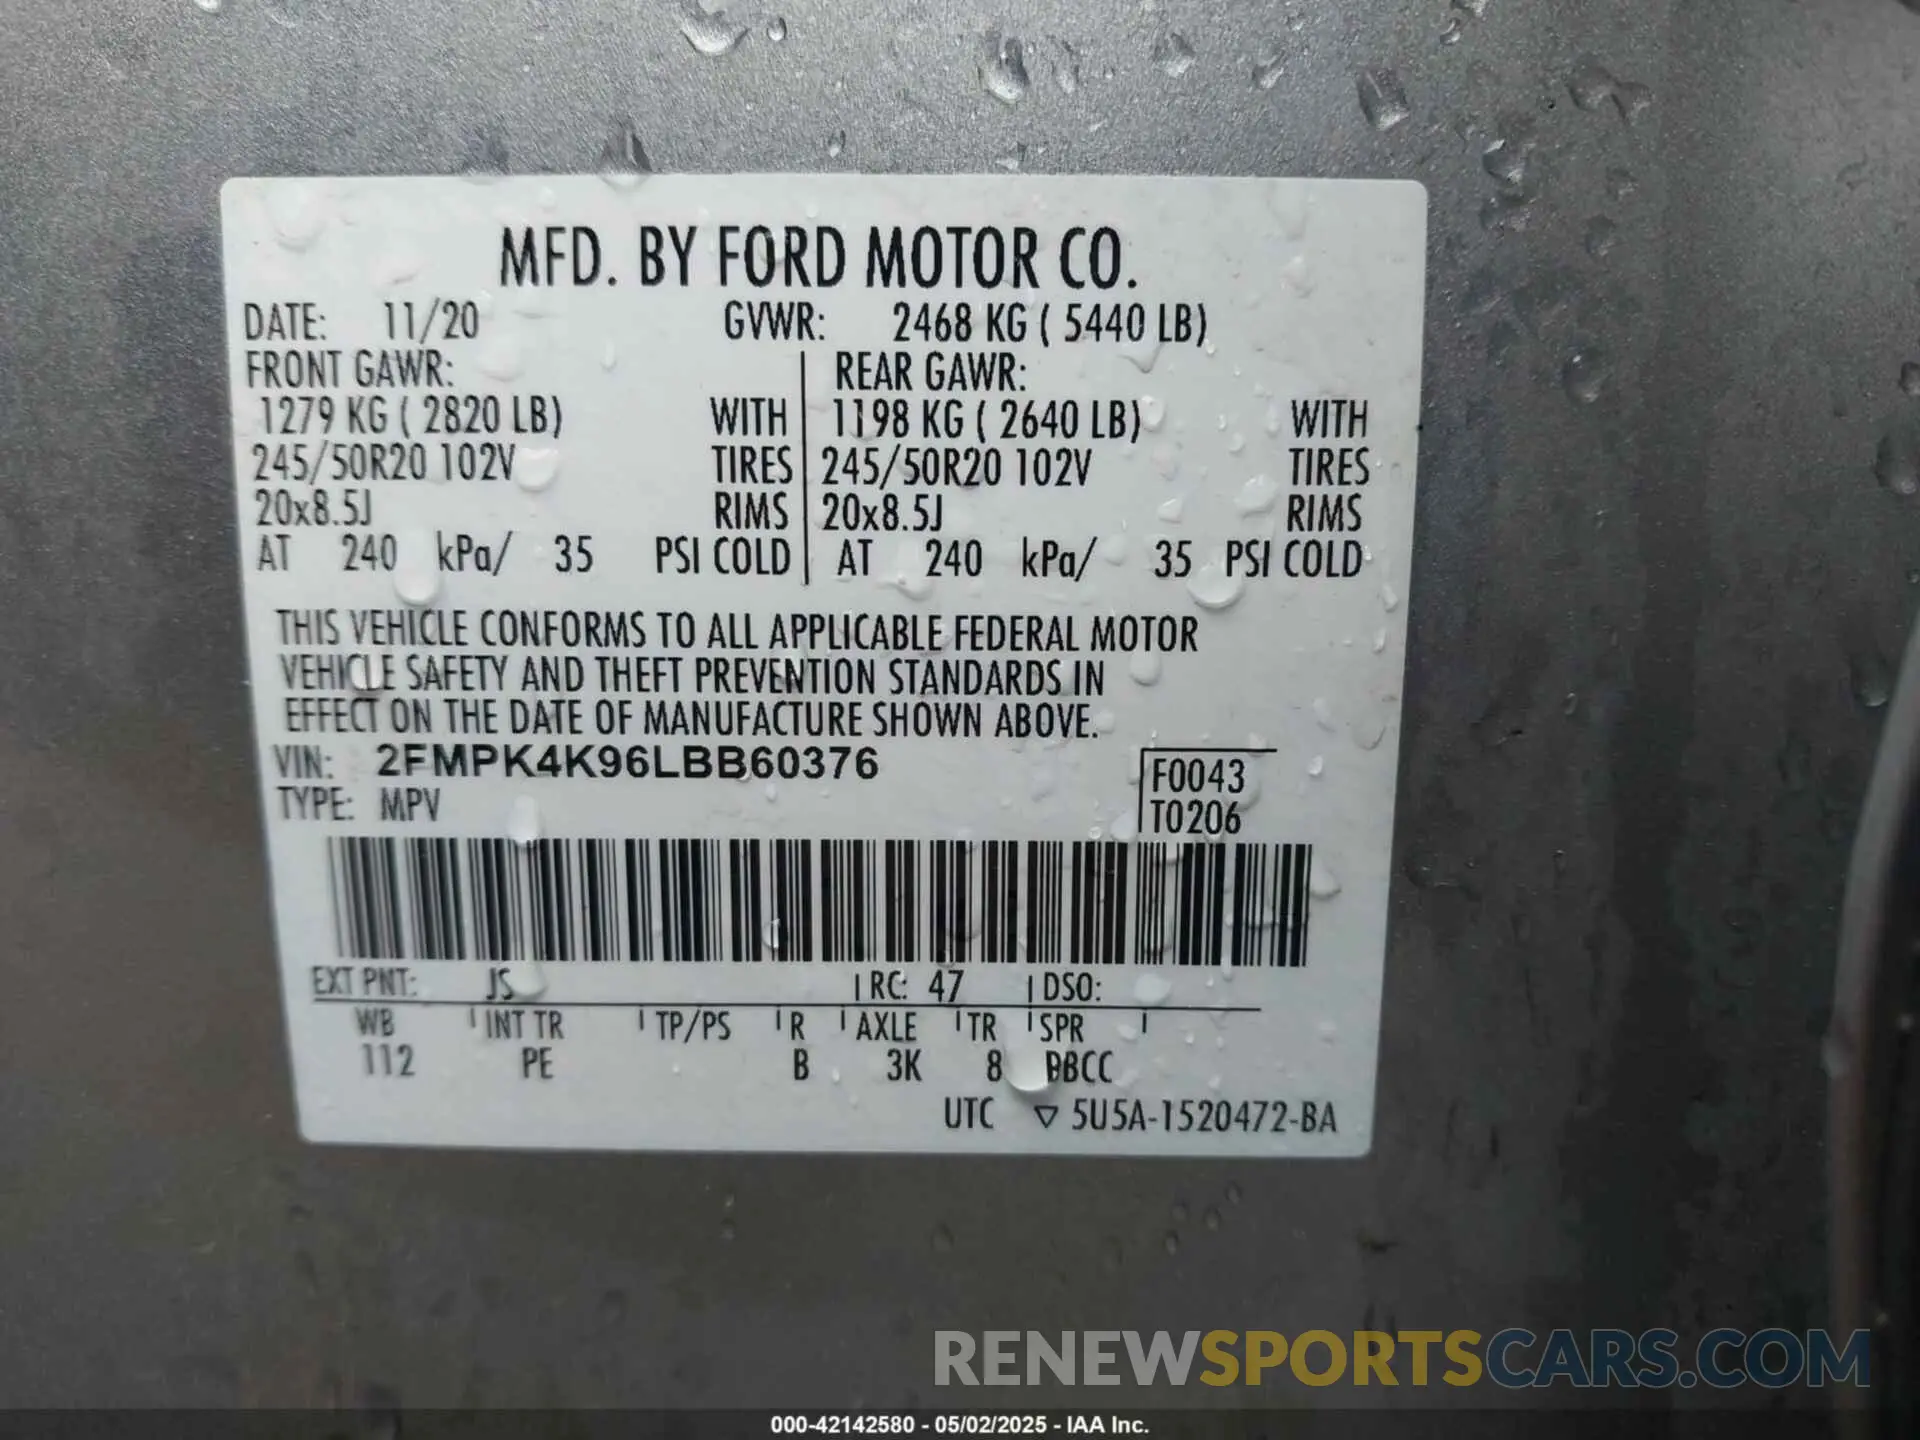 MFD. BY FORD MOTOR CO.
DATE: 11/20 GVWR: 2468 KG ( 5440 LB)
FRONT GAWR: REAR GAWR:
1279 KG ( 2820 LB) WITH 1198 KG ( 2640 LB) WITH
245/50R20 102V TIRES 245/50R20 102V TIRES
20x8.5J RIMS 20x8.5J RIMS
AT 240 kPa/ 35 PSI COLD AT 240 kPa/ 35 PSI COLD
THIS VEHICLE CONFORMS TO ALL APPLICABLE FEDERAL MOTOR
VEHICLE SAFETY AND THEFT PREVENTION STANDARDS IN
EFFECT ON THE DATE OF MANUFACTURE SHOWN ABOVE.
VIN: 2FMPK4K96LBB60376
F0043
TYPE: MPV
T0206
EXT PNT: JS RC: 47 DSO:
WB INT TR TP/PS R AXLE TR SPR
112 PE B 3K 8
UTC ▽ 5U5A-1520472-BA
RENEWSPORTSCARS.COM
000-42142580 - 05/02/2025 - IAA Inc.